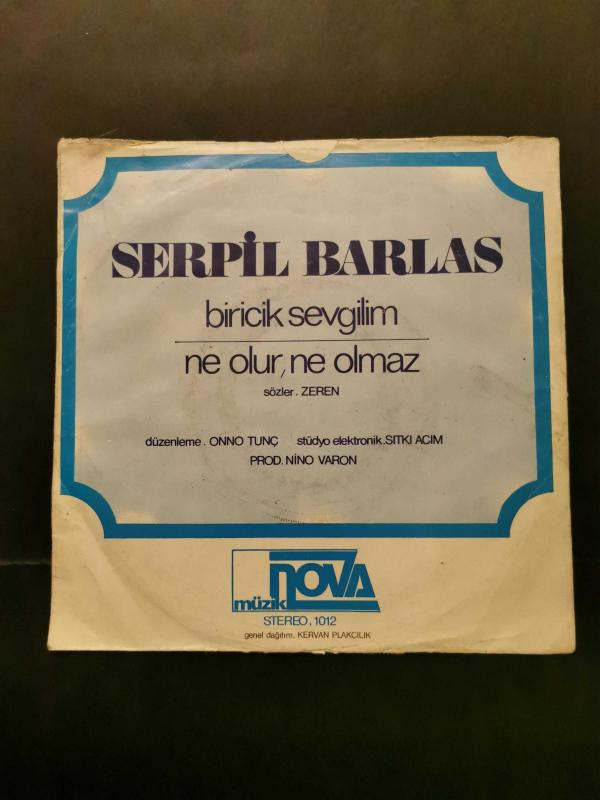 SERPİL BARLAS
biricik sevgilim
ne olur, ne olmaz
sözler. ZEREN
düzenleme. ONNO TUNÇ stüdyo elektronik. SITKI ACIM
PROD. NİNO VARON
müzik NOVA
STEREO, 1012
genel dağıtım. KERVAN PLAKÇILIK